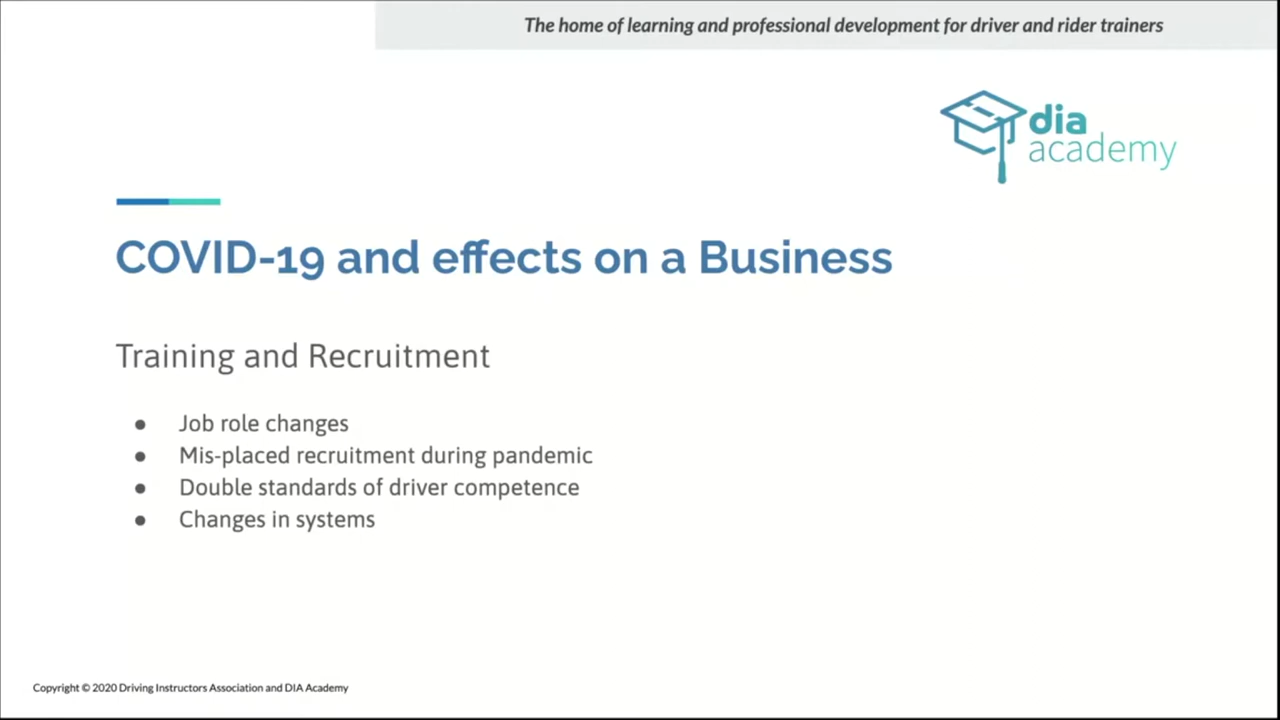 The home of learning and professional development for driver and rider trainers
dia
academy
COVID-19 and effects on a Business
Training and Recruitment
● Job role changes
● Mis-placed recruitment during pandemic
● Double standards of driver competence
● Changes in systems
Copyright © 2020 Driving Instructors Association and DIA Academy